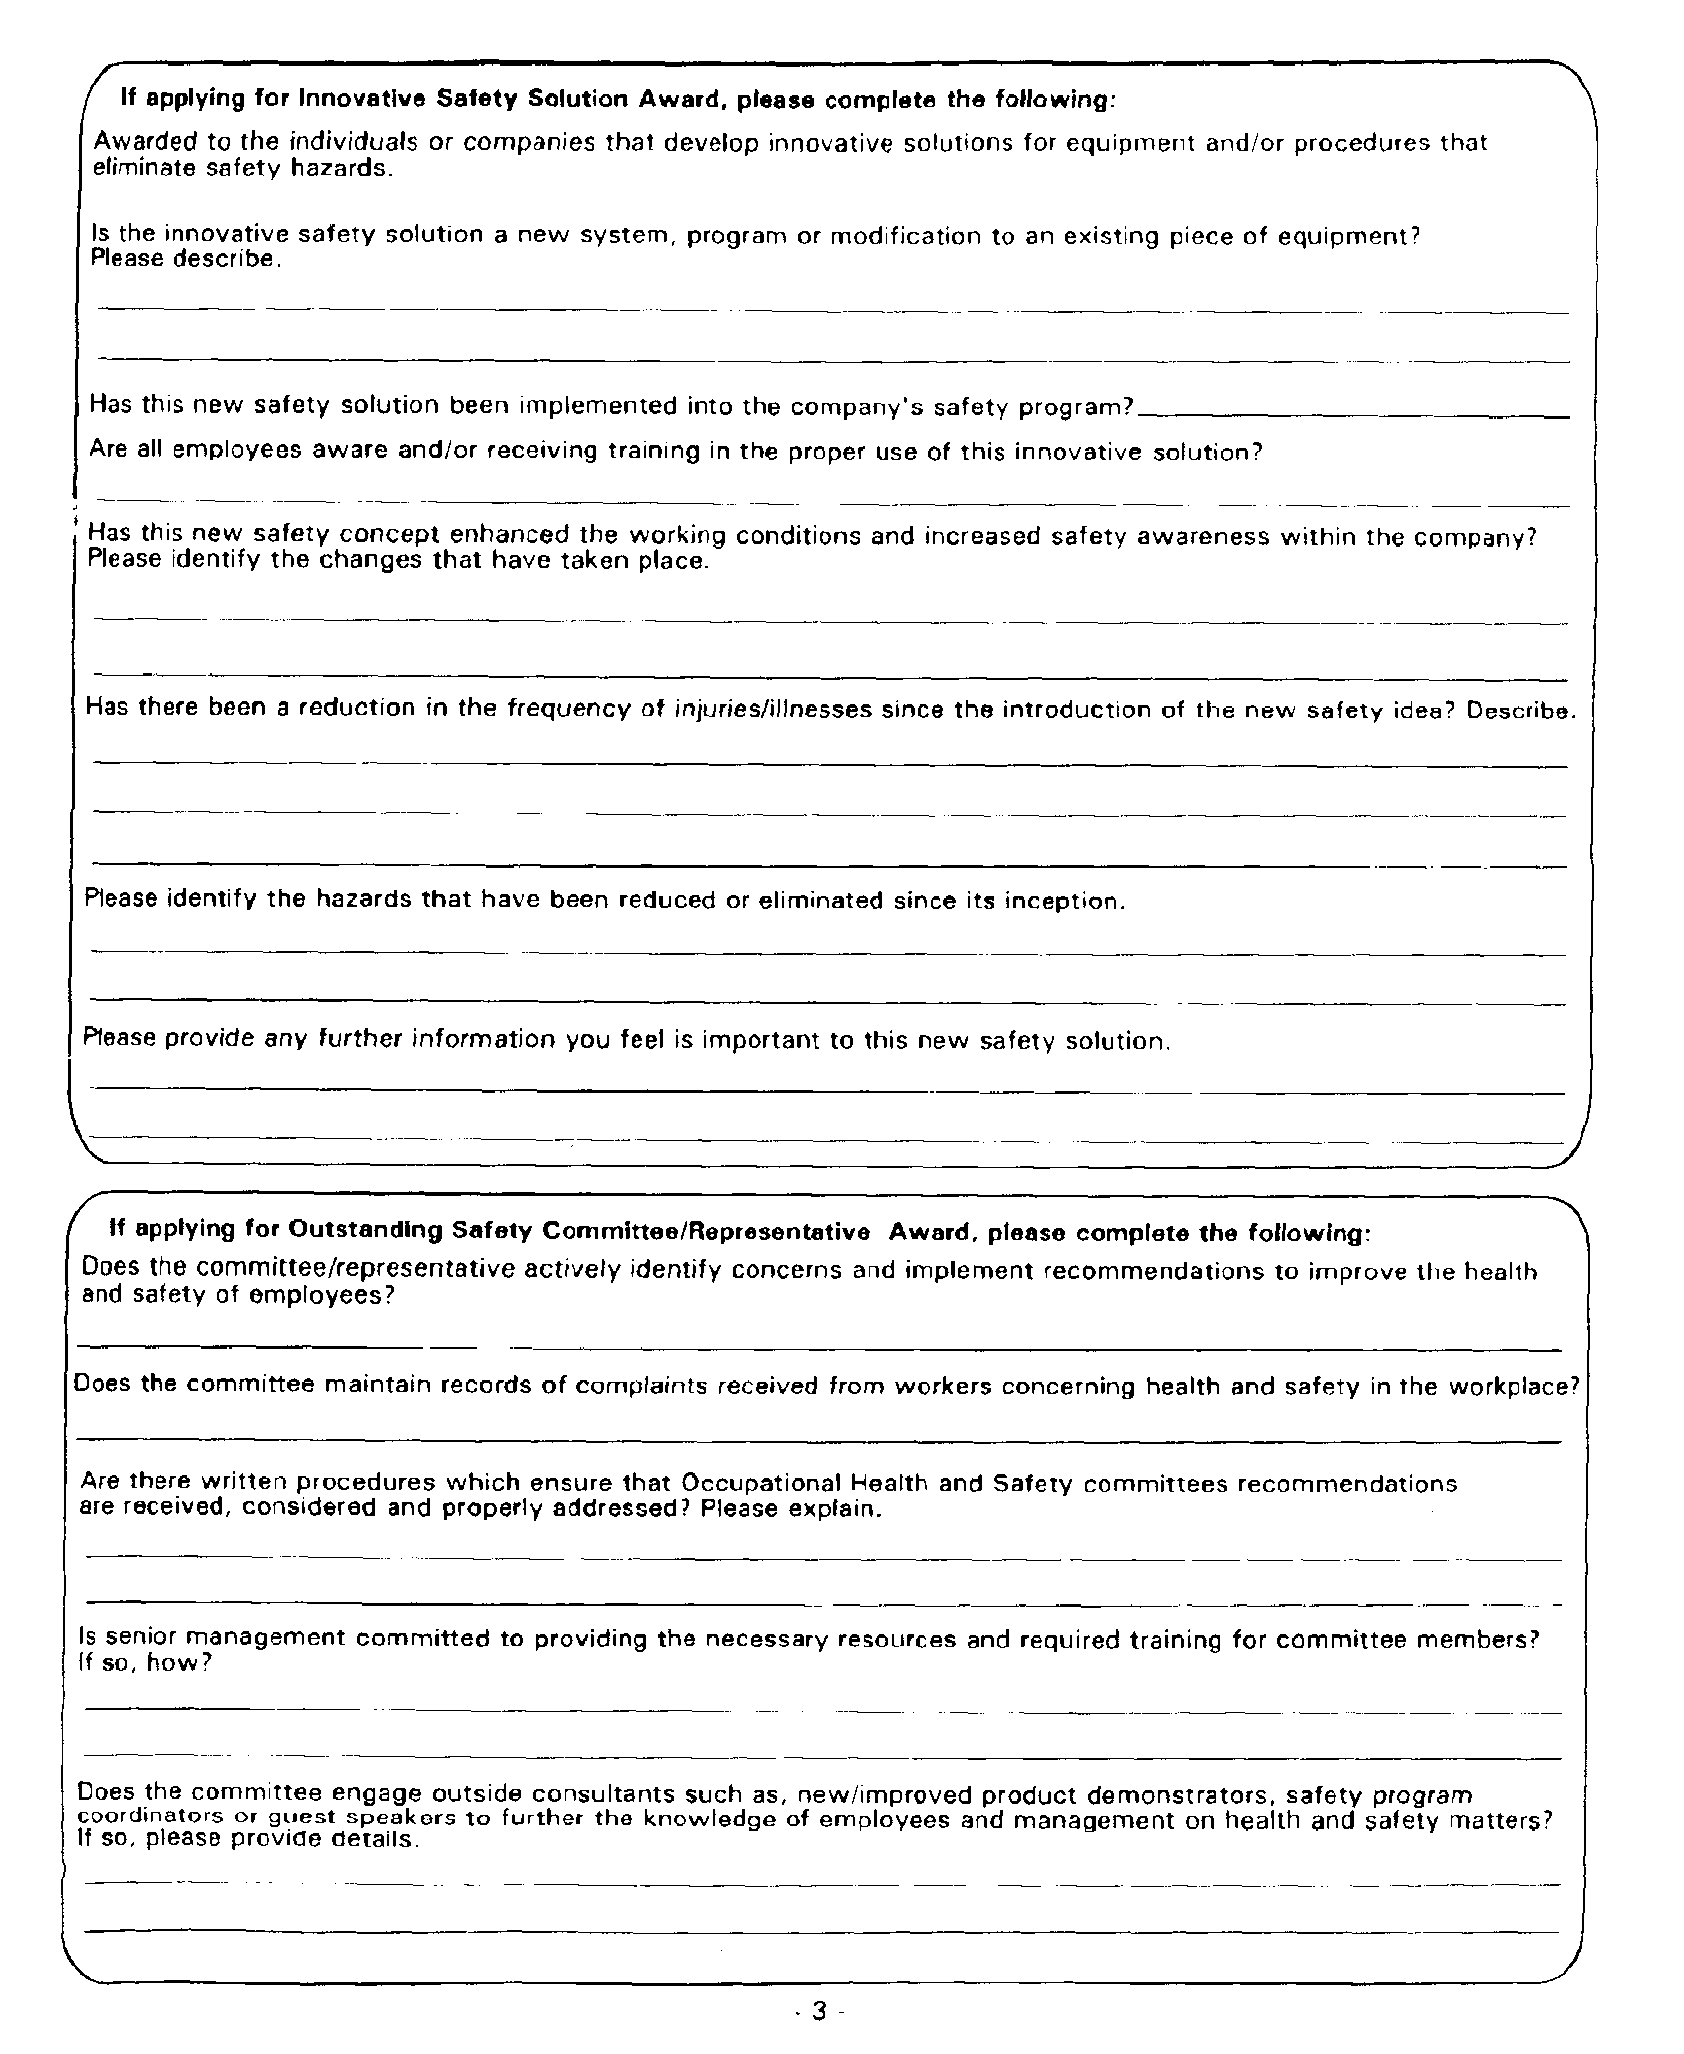 If applying for Innovative Safety Solution Award, please complete the following:
Awarded to the individuals or companies that develop innovative solutions for equipment and/or procedures that
eliminate safety hazards.
Is the innovative safety solution a new system, program or modification to an existing piece of equipment?
Please describe.
Has this new safety solution been implemented into the company's safety program?
Are all employees aware and/or receiving training in the proper use of this innovative solution?
Has this new safety concept enhanced the working conditions and increased safety awareness within the company?
Please identify the changes that have taken place.
Has there been a reduction in the frequency of injuries/illnesses since the introduction of the new safety idea? Describe.
Please identify the hazards that have been reduced or eliminated since its inception.
Please provide any further information you feel is important to this new safety solution.
If applying for Outstanding Safety Committee/Representative Award, please complete the following:
Does the committee/representative actively identify concerns and implement recommendations to improve the health
and safety of employees?
Does the committee maintain records of complaints received from workers concerning health and safety in the workplace?
Are there written procedures which ensure that Occupational Health and Safety committees recommendations
are received, considered and properly addressed? Please explain.
Is senior management committed to providing the necessary resources and required training for committee members?
If so, how?
Does the committee engage outside consultants such as, new/improved product demonstrators, safety program
coordinators or guest speakers to further the knowledge of employees and management on health and safety matters?
If so, please provide details.
- 3 -